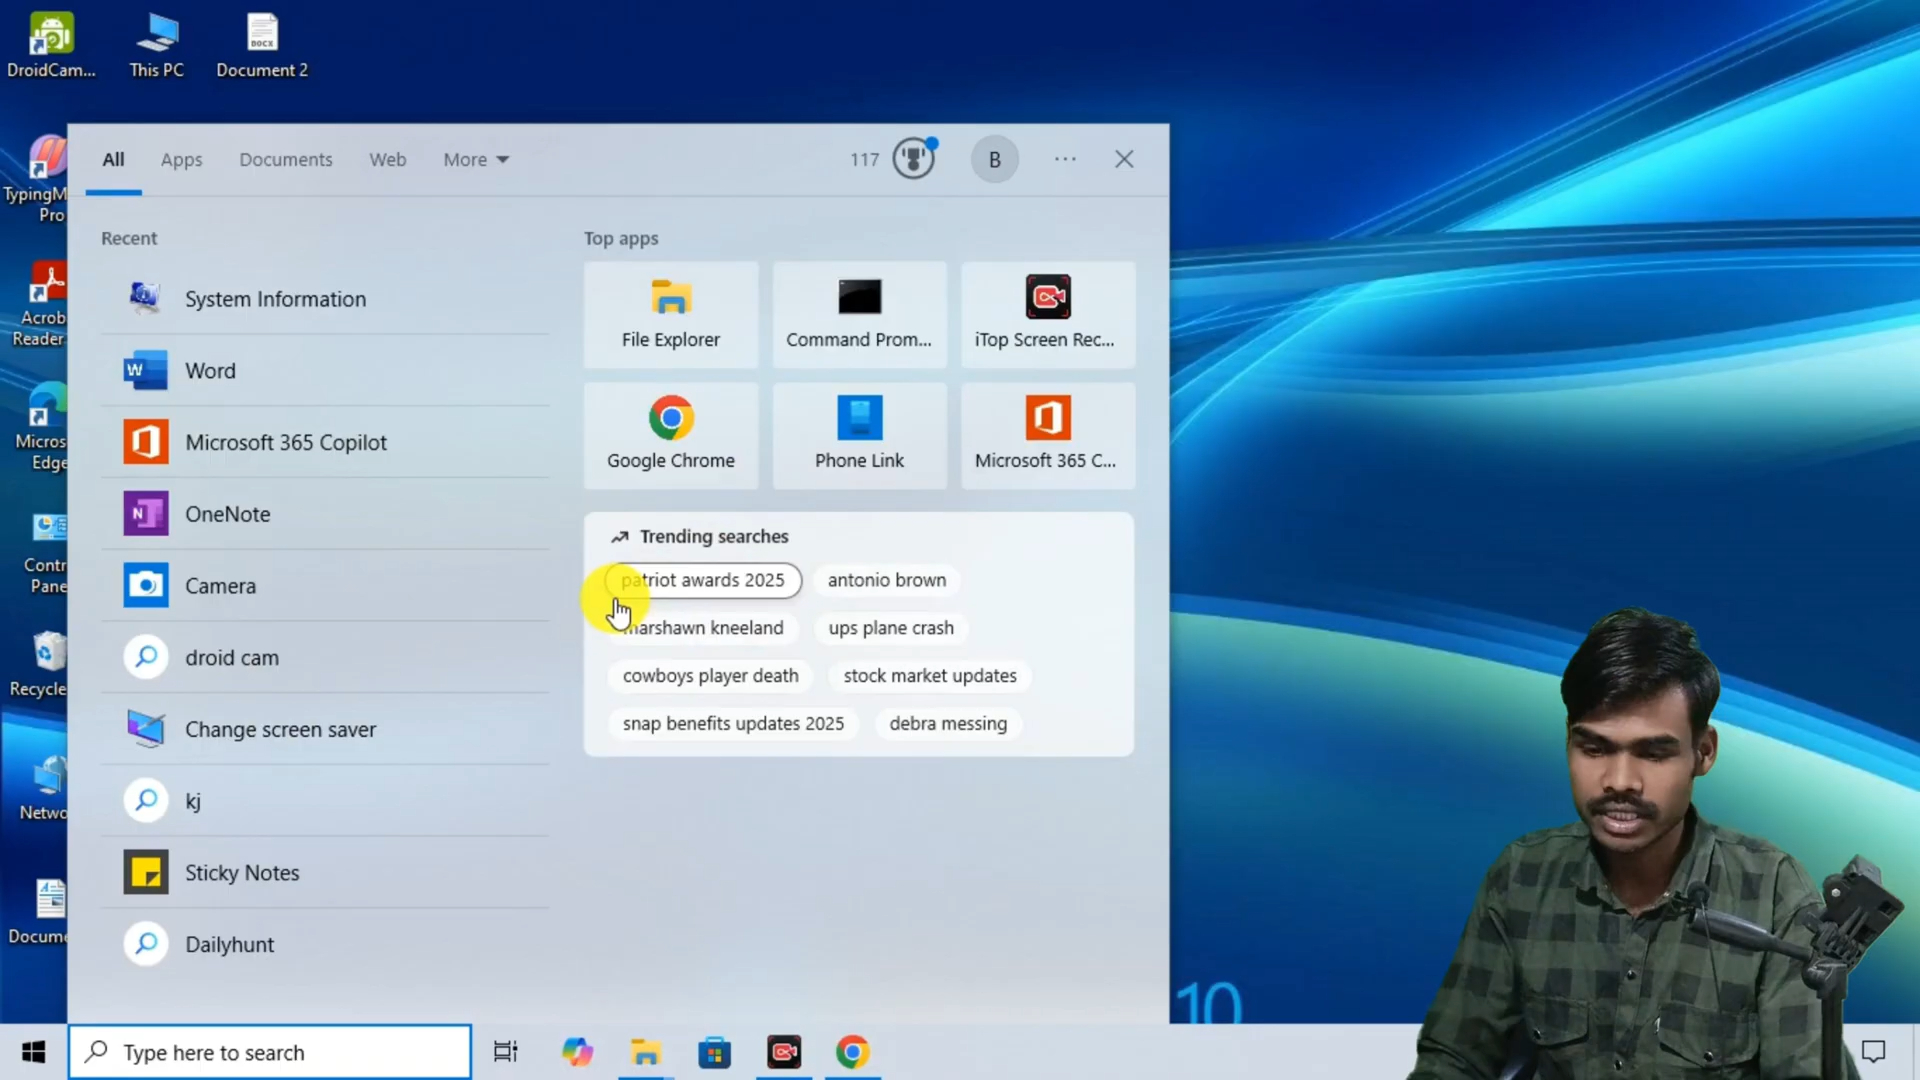 DroidCam...
This PC
DOCX
Document 2
TypingM
Pro
Acrob
Reader
Micros
Edge
Contr
Pane
Recycle
Netwo
Docume
All
Apps
Documents
Web
More
117
B
Recent
System Information
Word
Microsoft 365 Copilot
OneNote
Camera
droid cam
Change screen saver
kj
Sticky Notes
Dailyhunt
Top apps
File Explorer
Command Prom...
iTop Screen Rec...
Google Chrome
Phone Link
Microsoft 365 C...
Trending searches
patriot awards 2025
antonio brown
marshawn kneeland
ups plane crash
cowboys player death
stock market updates
snap benefits updates 2025
debra messing
10
Type here to search